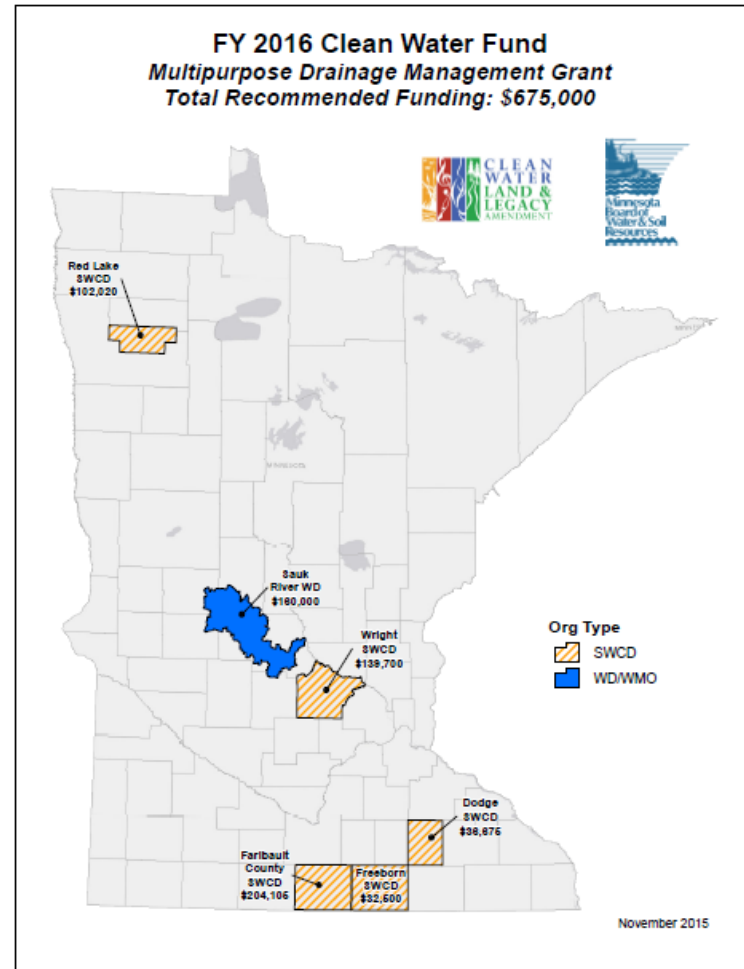 FY 2016 Clean Water Fund
Multipurpose Drainage Management Grant
Total Recommended Funding: $675,000
CLEAN
WATER
LAND &
LEGACY
AMENDMENT
Minnesota
Board of
Water & Soil
Resources
Red Lake
SWCD
$102,020
MINNESOTA
Sauk
River WD
$160,000
Wright
SWCD
$139,700
Org Type
SWCD
WD/WMO
Dodge
SWCD
$36,675
Faribault
County
SWCD
$204,105
Freeborn
SWCD
$32,500
November 2015